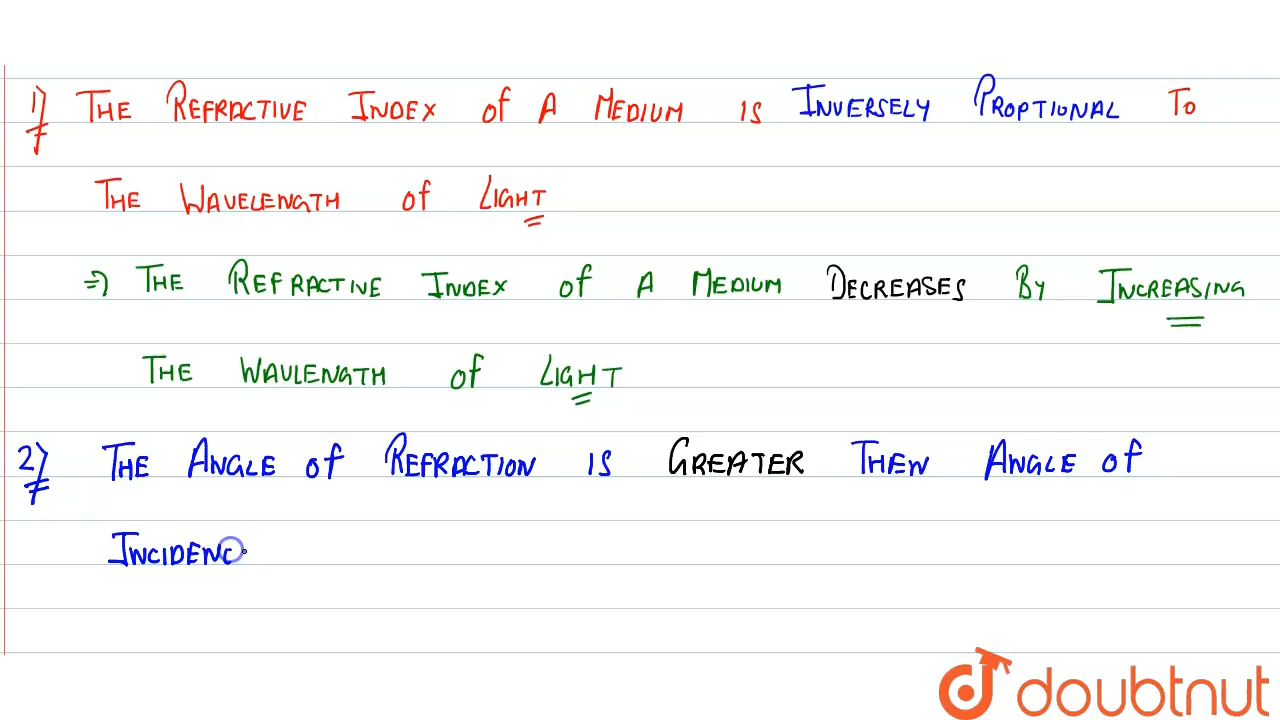 1) THE REFRACTIVE INDEX Of A MEDIUM IS INVERSELY PROPTIONAL TO
THE WAVELENGTH Of LIGHT
=) THE REFRACTIVE INDEX Of A MEDIUM DECREASES BY INCREASING
THE WAVLENGTH Of LIGHT
2) THE ANGLE Of REFRACTION IS GREATER THEN ANGLE Of
INCIDENC
doubtnut